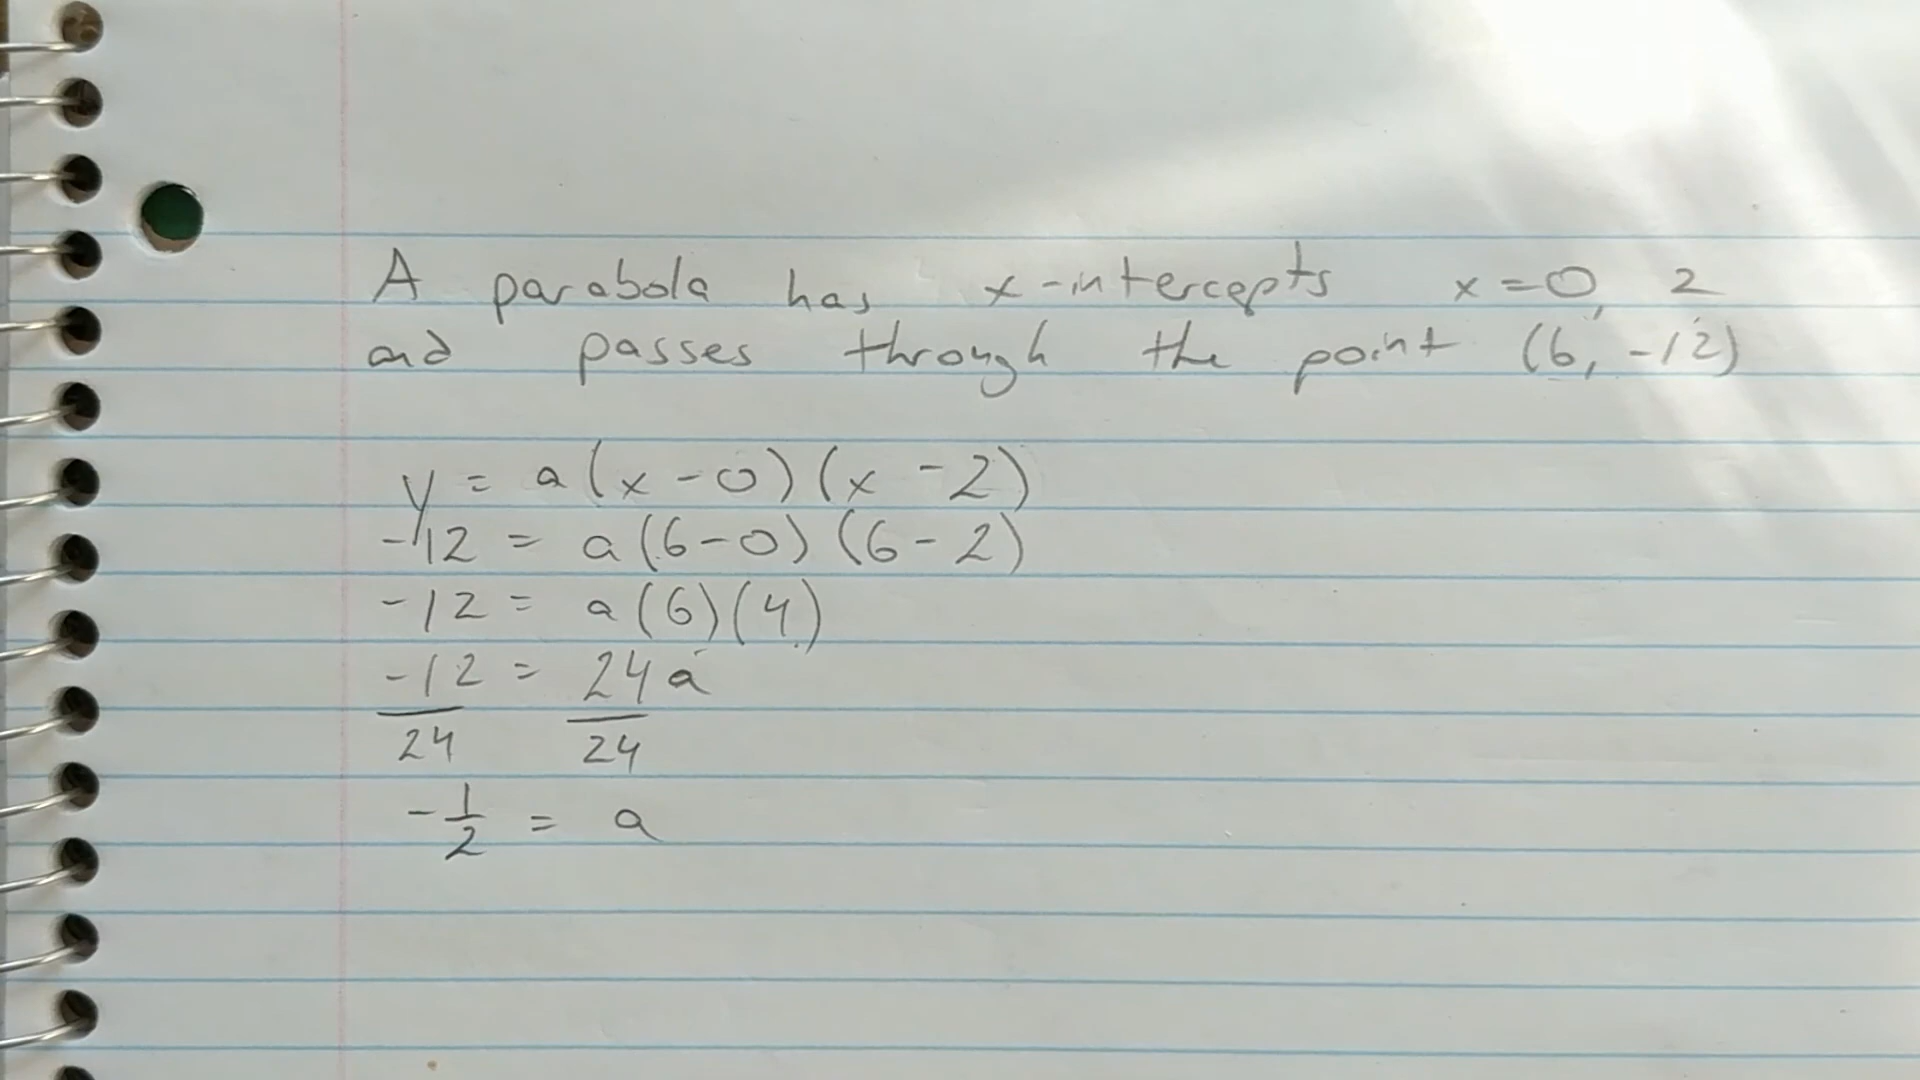 A parabola has x-intercepts x=0, 2
and passes through the point (6, -12)
y = a(x-0)(x-2)
-12 = a(6-0)(6-2)
-12 = a(6)(4)
-12 = 24a
24 24
-1/2 = a